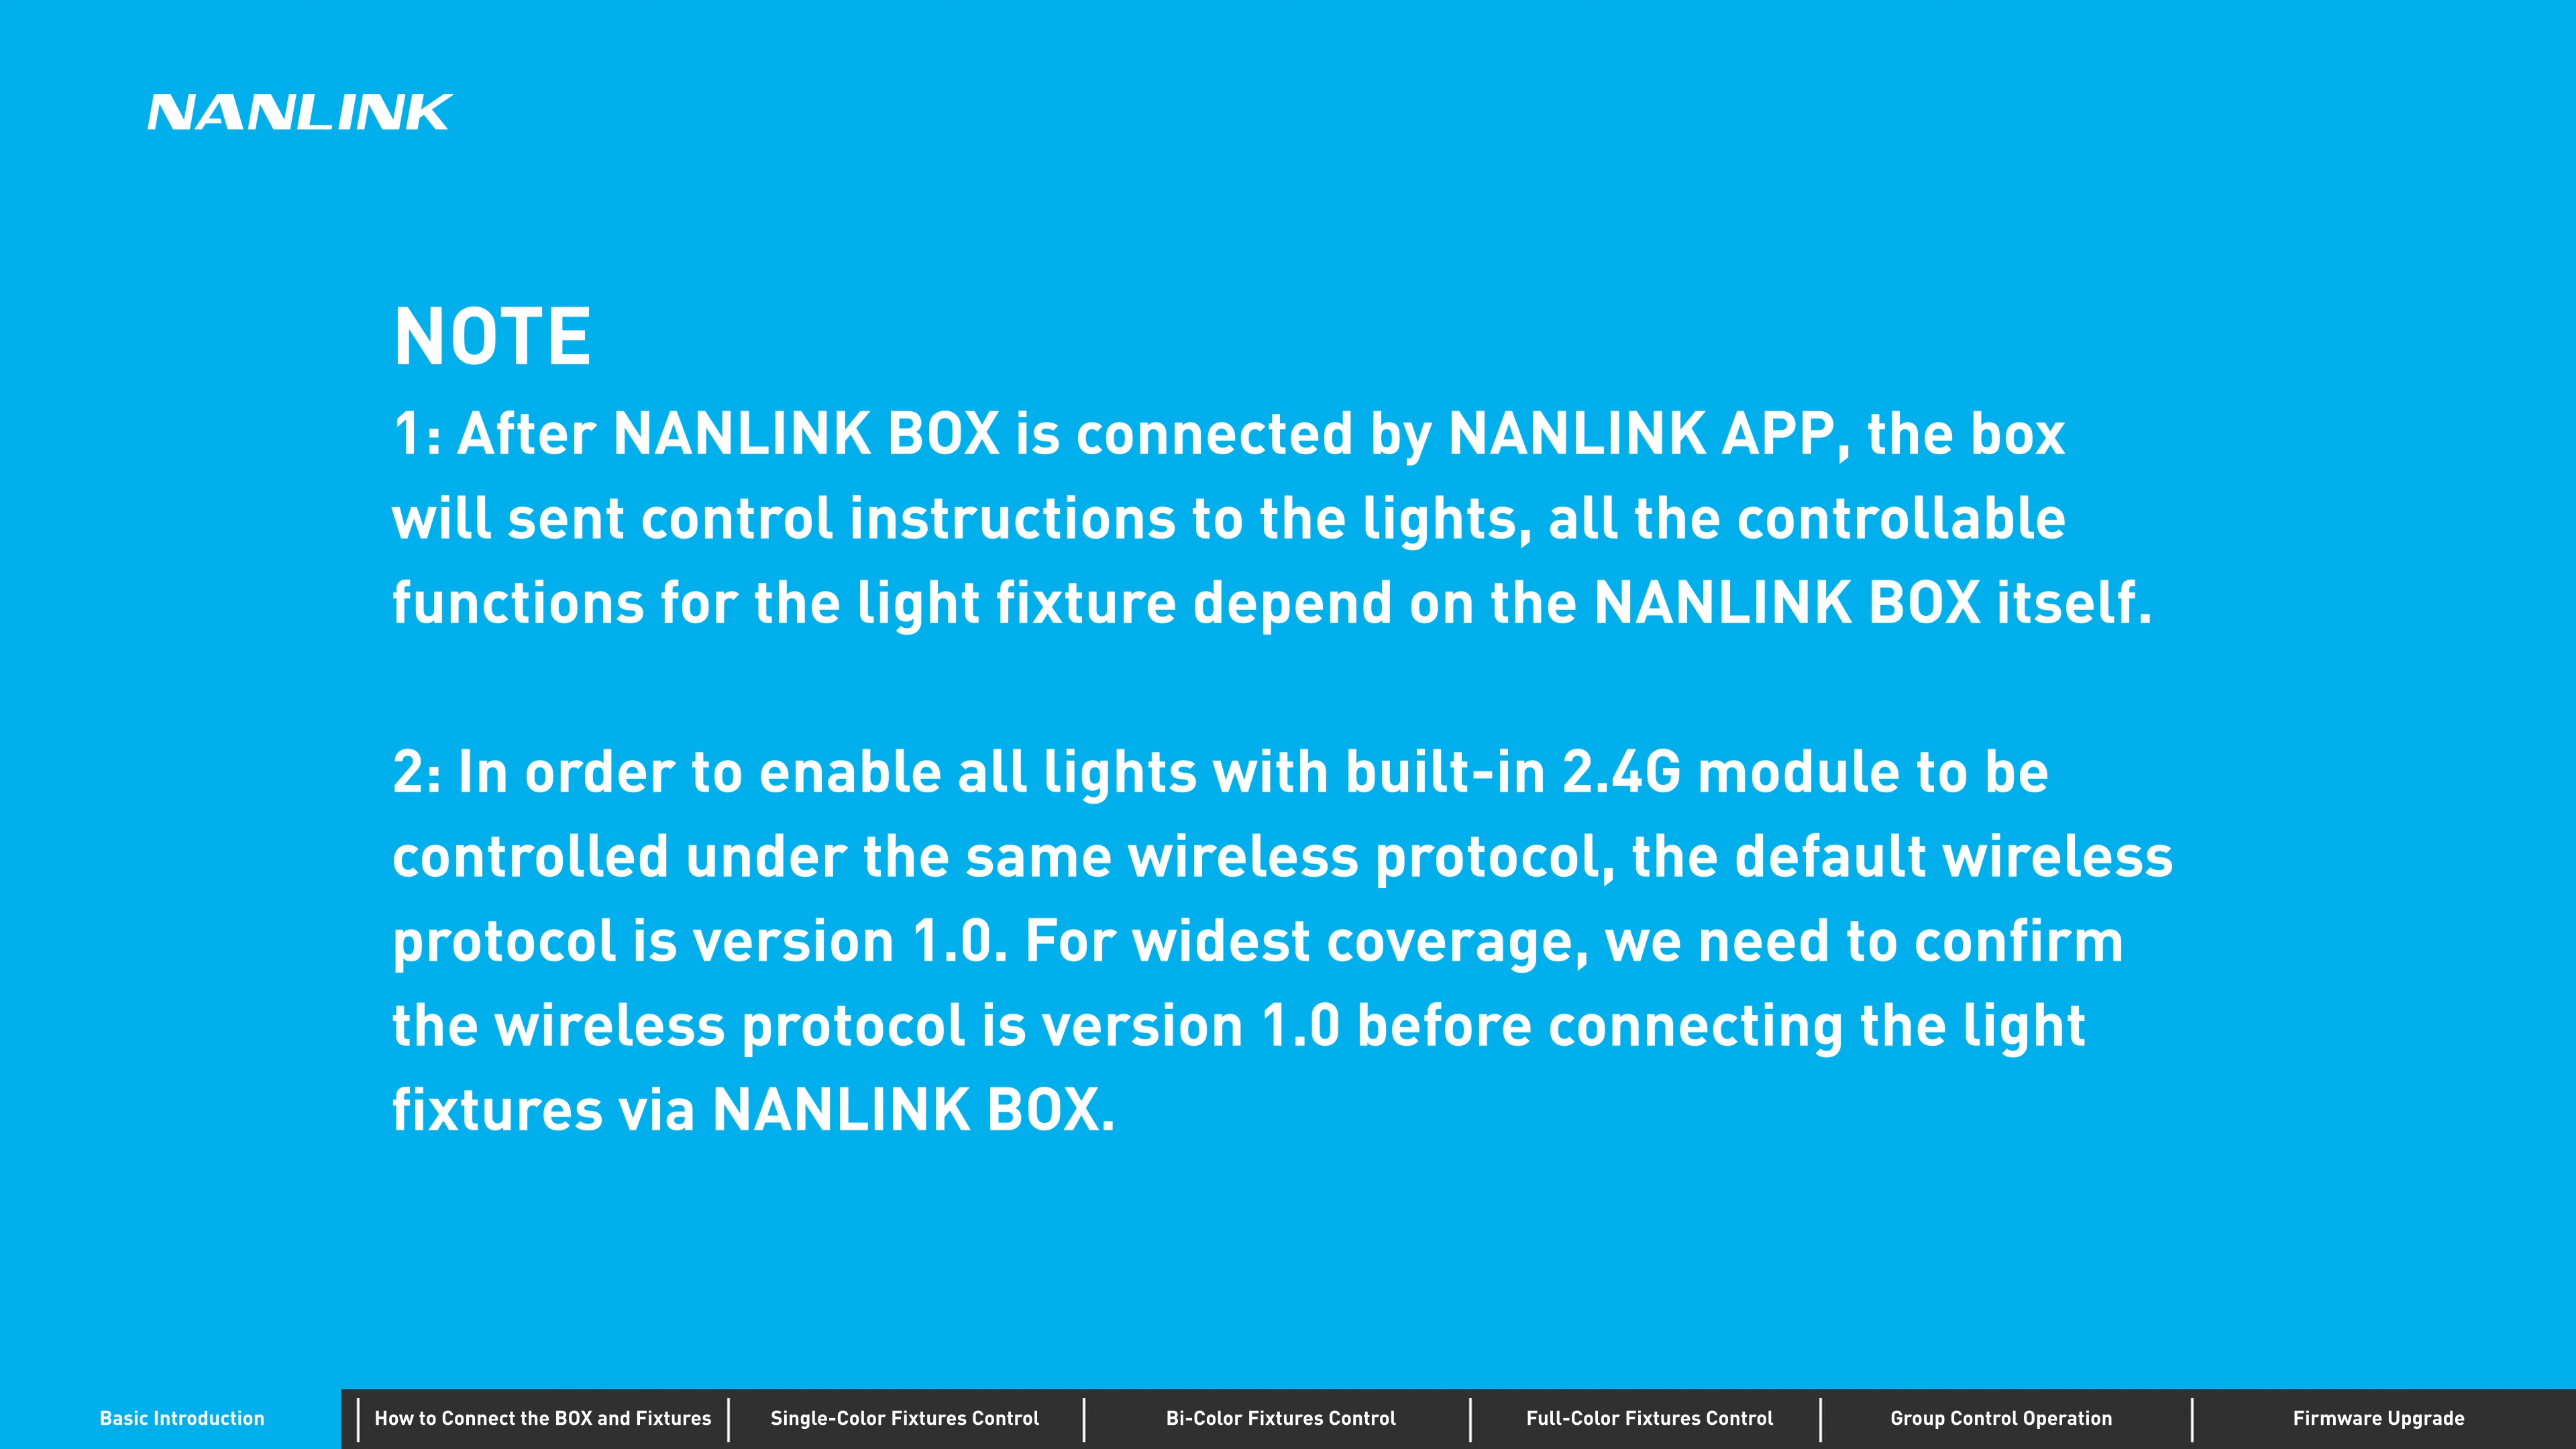 NANLINK
NOTE
1: After NANLINK BOX is connected by NANLINK APP, the box
will sent control instructions to the lights, all the controllable
functions for the light fixture depend on the NANLINK BOX itself.
2: In order to enable all lights with built-in 2.4G module to be
controlled under the same wireless protocol, the default wireless
protocol is version 1.0. For widest coverage, we need to confirm
the wireless protocol is version 1.0 before connecting the light
fixtures via NANLINK BOX.
Basic Introduction
How to Connect the BOX and Fixtures
Single-Color Fixtures Control
Bi-Color Fixtures Control
Full-Color Fixtures Control
Group Control Operation
Firmware Upgrade